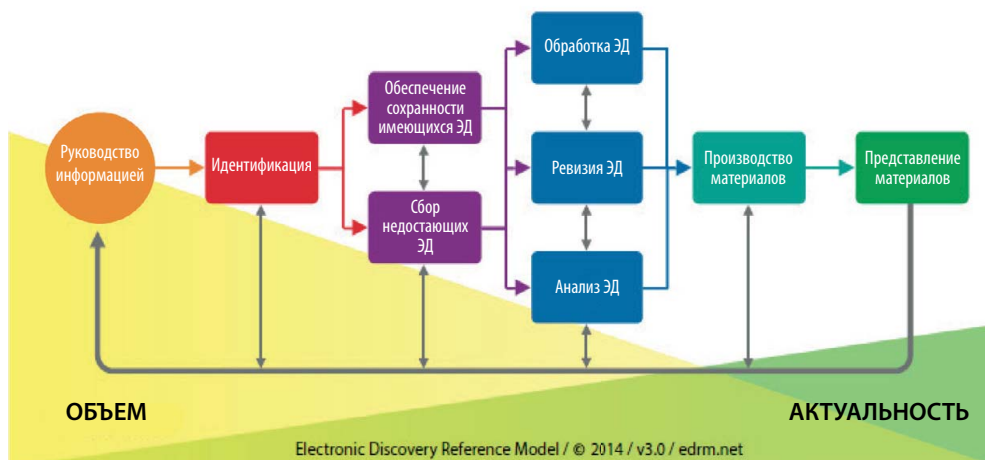 Руководство
информацией
Идентификация
Обеспечение
сохранности
имеющихся ЭД
Сбор
недостающих
ЭД
Обработка ЭД
Ревизия ЭД
Анализ ЭД
Производство
материалов
Представление
материалов
ОБЪЕМ
АКТУАЛЬНОСТЬ
Electronic Discovery Reference Model / © 2014 / v3.0 / edrm.net